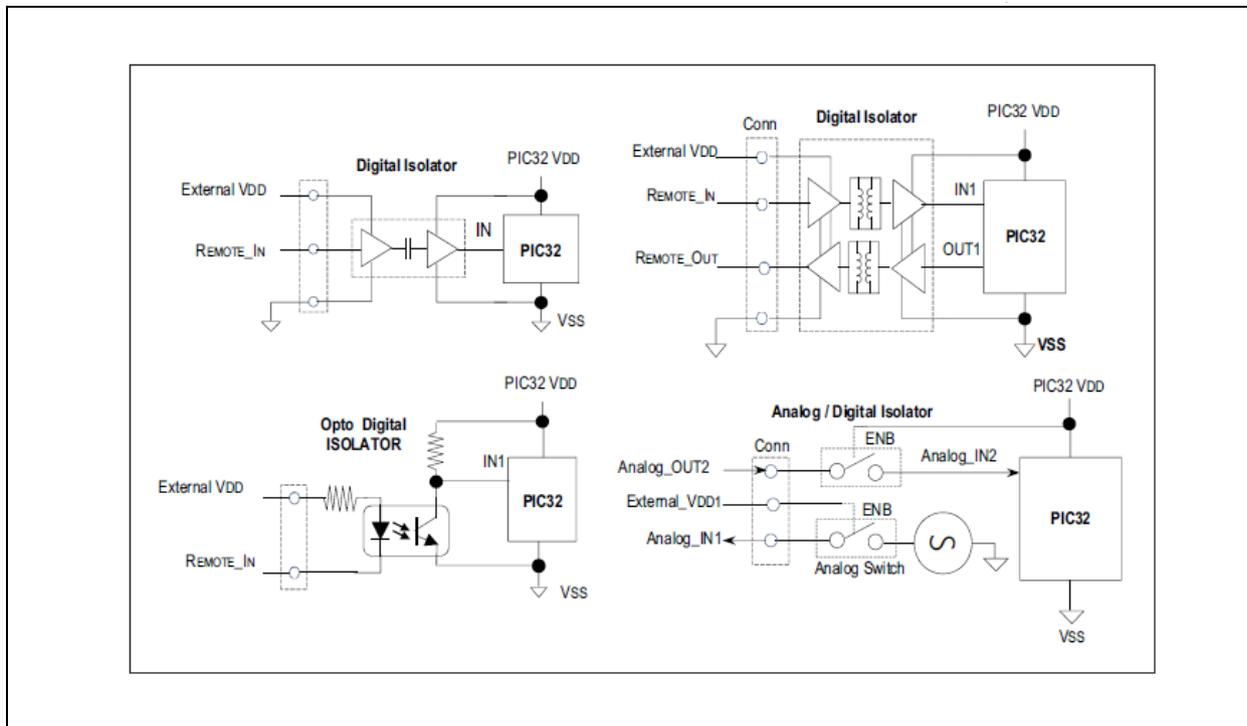 Digital Isolator
PIC32 VDD
External VDD
REMOTE_IN
IN
PIC32
VSS
Digital Isolator
PIC32 VDD
Conn
External VDD
REMOTE_IN
IN1
PIC32
REMOTE_OUT
OUT1
VSS
PIC32 VDD
Opto Digital
ISOLATOR
IN1
External VDD
PIC32
REMOTE_IN
VSS
PIC32 VDD
Analog / Digital Isolator
Conn
ENB
Analog_OUT2
Analog_IN2
External_VDD1
ENB
PIC32
Analog_IN1
S
Analog Switch
VSS